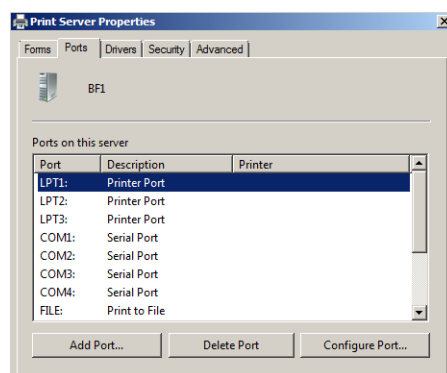 Print Server Properties
Forms Ports Drivers Security Advanced
BF1
Ports on this server
Port Description Printer
LPT1: Printer Port
LPT2: Printer Port
LPT3: Printer Port
COM1: Serial Port
COM2: Serial Port
COM3: Serial Port
COM4: Serial Port
FILE: Print to File
Add Port... Delete Port Configure Port...